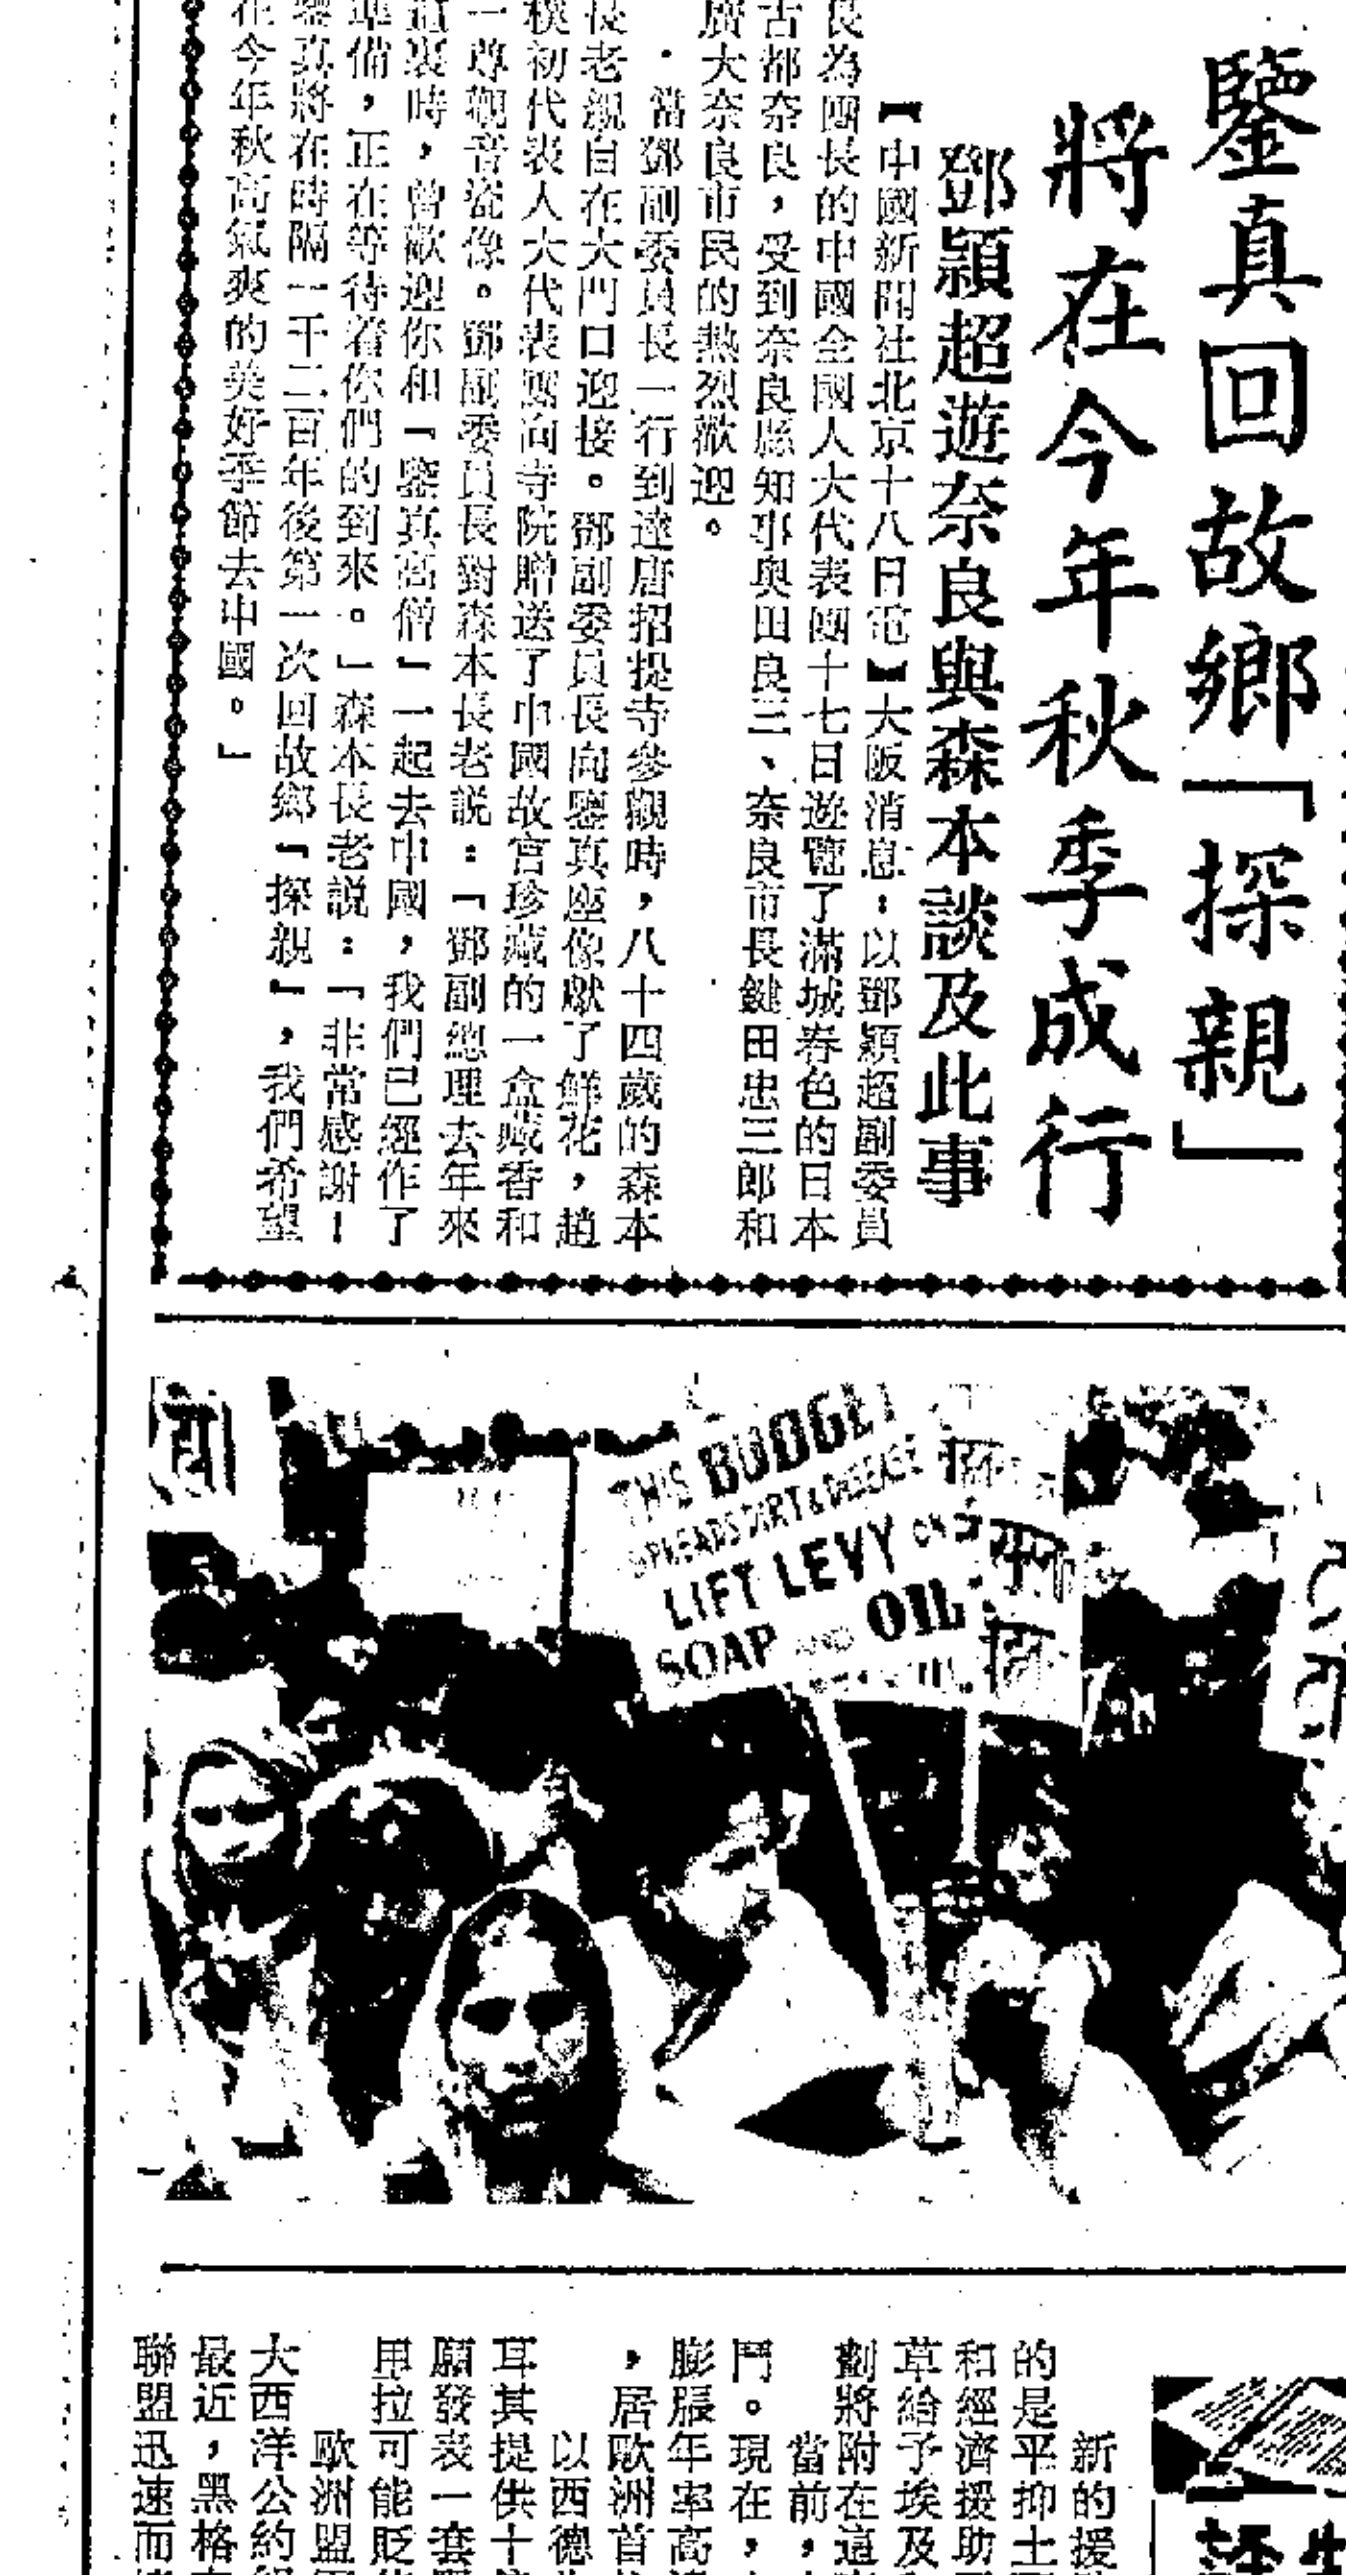 鑒真回故鄉「探親」
將在今年秋季成行
鄧穎超遊奈良與森本談及此事
【中國新聞社北京十八日電】大阪消息：以鄧穎超副委員
長為團長的中國全國人大代表團十七日遊覽了滿城春色的日本
古都奈良，受到奈良縣知事奥田良三、奈良市長鍵田忠三郎和
廣大奈良市民的熱烈歡迎。
當鄧副委員長一行到達唐招提寺參觀時，八十四歲的森本
長老親自在大門口迎接。鄧副委員長向鑒真座像獻了鮮花，趙
樸初代表人大代表團向寺院贈送了中國故宮珍藏的一盒藏香和
一尊觀音瓷像。鄧副委員長對森本長老説：「鄧副總理去年來
這裏時，曾歡迎你和『鑒真高僧』一起去中國，我們已經作了
準備，正在等待着你們的到來。」森本長老説：「非常感謝！
鑒真將在時隔一千二百年後第一次回故鄉『探親』，我們希望
在今年秋高氣爽的美好季節去中國。」
THIS BUDGET
SPREADS DIRT & DISEASE
LIFT LEVY ON
SOAP AND OIL
新的援
的是平抑土
和經濟援助
草給予埃及
劃將附在這
當前，
鬥。現在，
膨脹年率高
，居歐洲首
以西德
耳其提供十
願發表一套
里拉可能貶
歐洲盟
大西洋公約
最近，黑格
聯盟迅速而